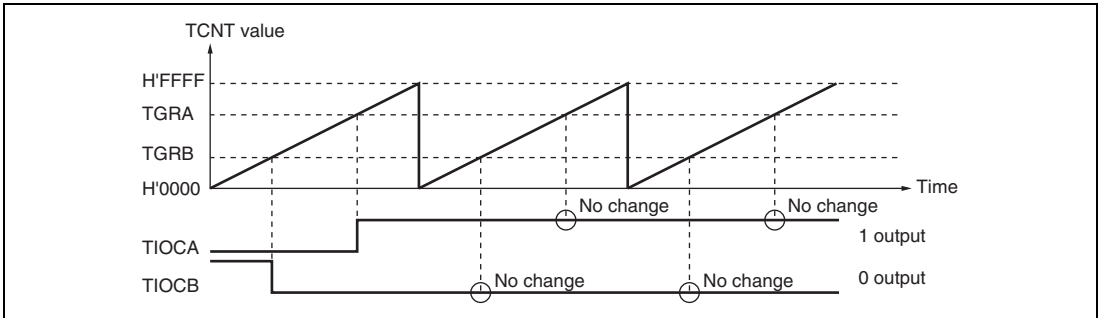 TCNT value
H'FFFF
TGRA
TGRB
H'0000
Time
No change
No change
TIOCA
1 output
No change
No change
TIOCB
0 output